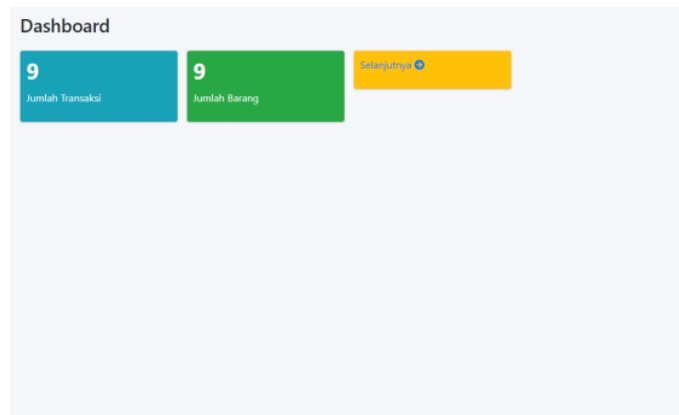 Dashboard
9
Jumlah Transaksi
9
Jumlah Barang
Selanjutnya